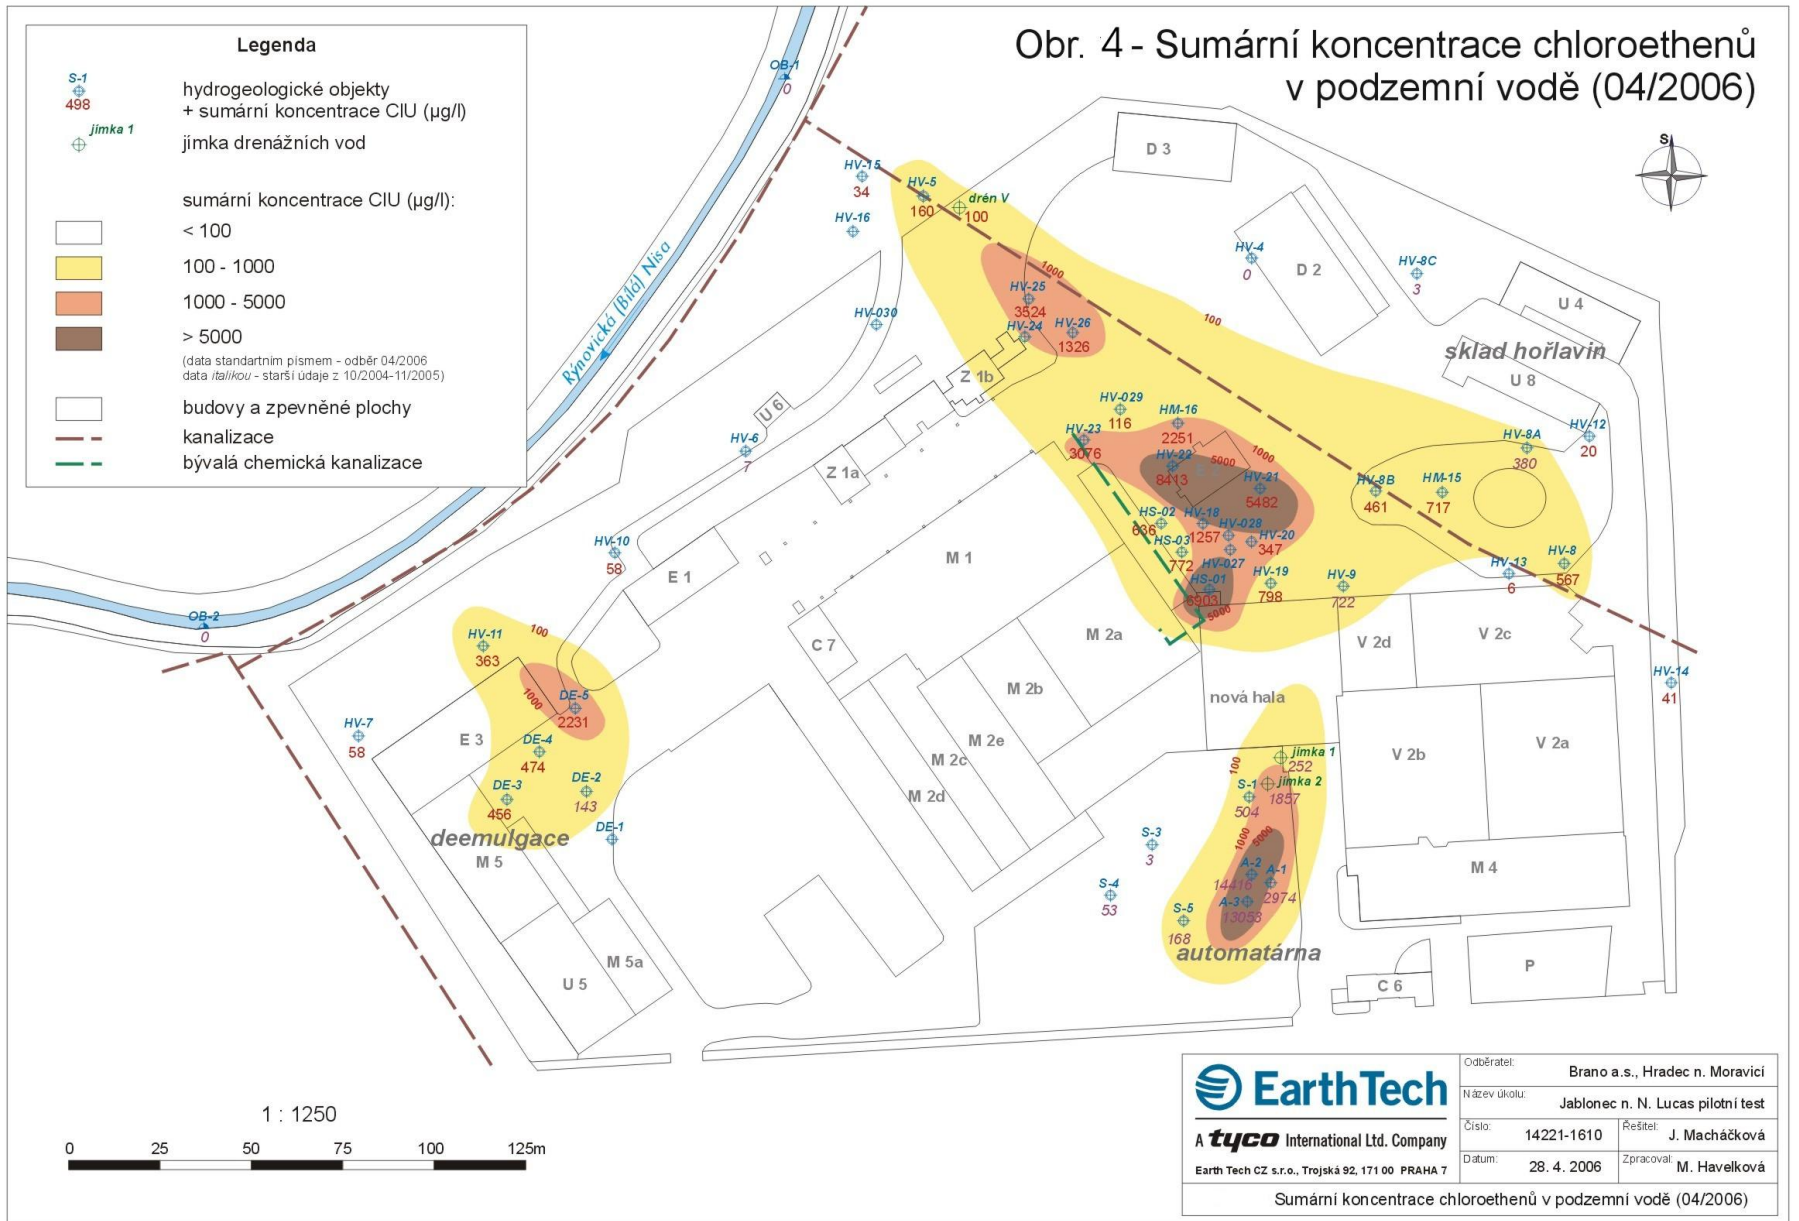 Obr. 4 - Sumární koncentrace chloroethenů
v podzemní vodě (04/2006)
Legenda
S-1
498
hydrogeologické objekty
+ sumární koncentrace ClU (µg/l)
jímka 1
jímka drenážních vod
sumární koncentrace ClU (µg/l):
< 100
100 - 1000
1000 - 5000
> 5000
(data standartním písmem - odběr 04/2006
data italikou - starší údaje z 10/2004-11/2005)
budovy a zpevněné plochy
kanalizace
bývalá chemická kanalizace
OB-1
0
Rýnovická (Bílá) Nisa
S
HV-15
34
HV-5
160
drén V
100
HV-16
D 3
HV-4
0
D 2
HV-8C
3
U 4
1000
HV-25
3524
HV-24
HV-26
1326
HV-030
100
sklad hořlavin
U 8
Z 1b
U 6
HV-6
7
Z 1a
HV-029
116
HM-16
2251
HV-23
3076
HV-22
8413
5000
1000
HV-21
5482
HV-8A
380
HV-12
20
HV-8B
461
HM-15
717
HS-02
636
HV-18
1257
HV-028
HV-20
347
HS-03
772
HV-027
HS-01
5903
5000
HV-19
798
HV-9
722
HV-13
6
HV-8
567
HV-10
58
E 1
M 1
OB-2
0
HV-11
363
100
C 7
M 2a
V 2d
V 2c
HV-14
41
1000
DE-5
2231
M 2b
nová hala
HV-7
58
E 3
DE-4
474
M 2e
M 2c
M 2d
V 2b
V 2a
DE-3
456
DE-2
143
DE-1
deemulgace
M 5
100
jímka 1
252
jímka 2
1857
S-1
504
1000
5000
S-3
3
A-2
14416
A-1
2974
A-3
13053
S-4
53
S-5
168
automatárna
M 4
M 5a
U 5
P
C 6
1 : 1250
0 25 50 75 100 125m
EarthTech
A tyco International Ltd. Company
Earth Tech CZ s.r.o., Trojská 92, 171 00 PRAHA 7
Odběratel: Brano a.s., Hradec n. Moravicí
Název úkolu: Jablonec n. N. Lucas pilotní test
Číslo: 14221-1610
Řešitel: J. Macháčková
Datum: 28. 4. 2006
Zpracoval: M. Havelková
Sumární koncentrace chloroethenů v podzemní vodě (04/2006)